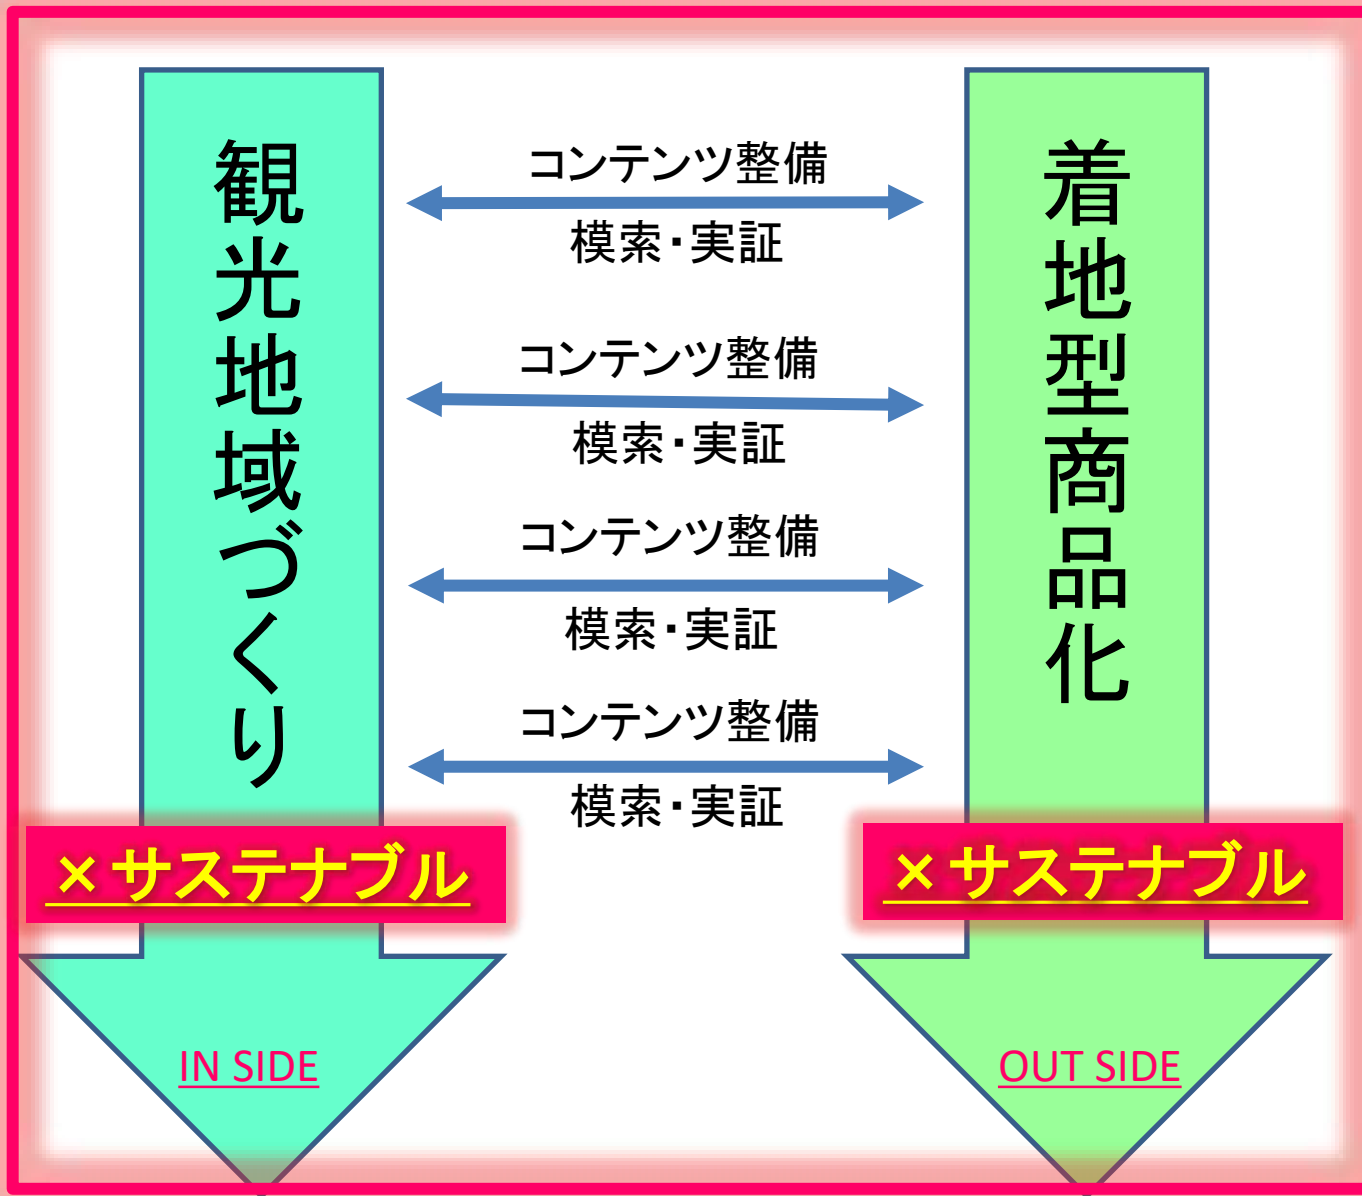 観光地域づくり
コンテンツ整備
模索・実証
コンテンツ整備
模索・実証
コンテンツ整備
模索・実証
コンテンツ整備
模索・実証
着地型商品化
×サステナブル
×サステナブル
IN SIDE
OUT SIDE